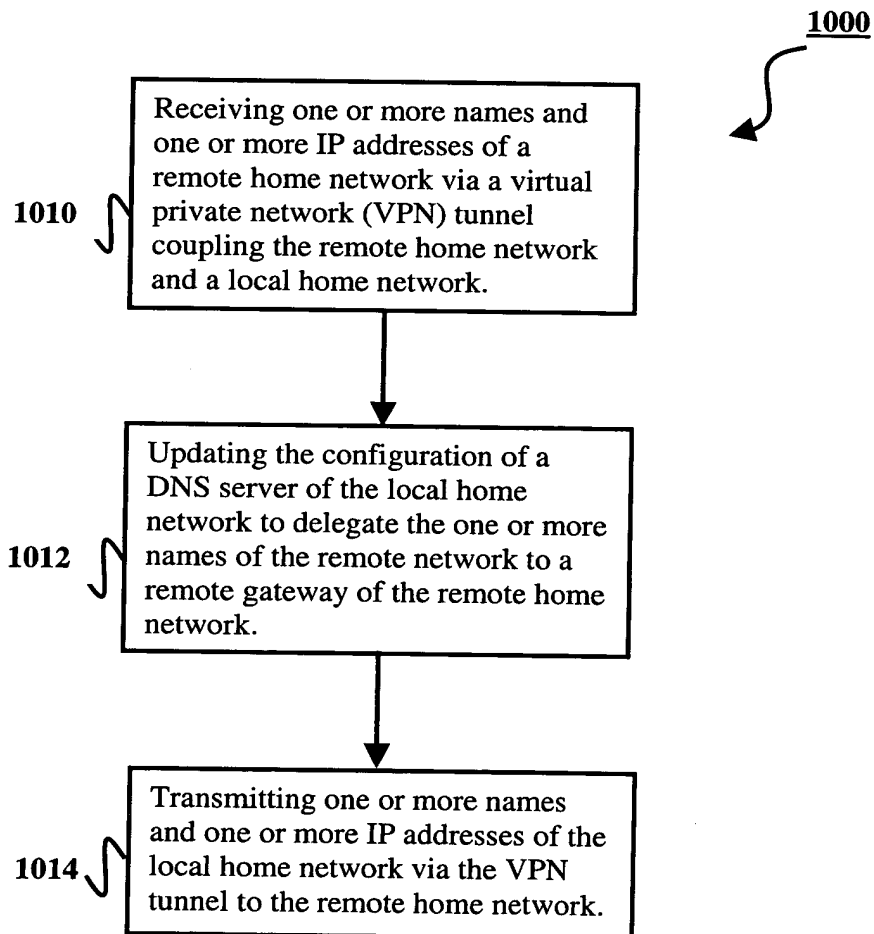 1000
Receiving one or more names and
one or more IP addresses of a
remote home network via a virtual
private network (VPN) tunnel
coupling the remote home network
and a local home network.
1010
Updating the configuration of a
DNS server of the local home
network to delegate the one or more
names of the remote network to a
remote gateway of the remote home
network.
1012
Transmitting one or more names
and one or more IP addresses of the
local home network via the VPN
tunnel to the remote home network.
1014